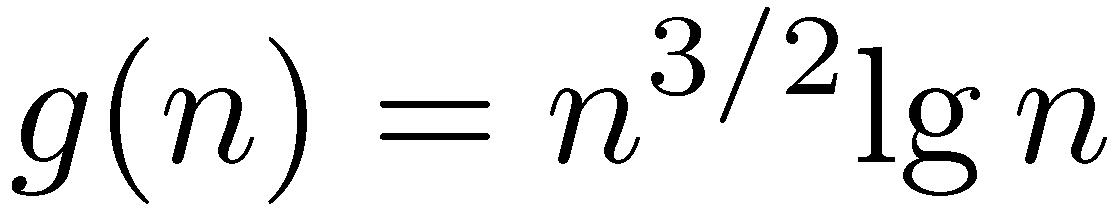 g(n) = n^{3/2} lg n